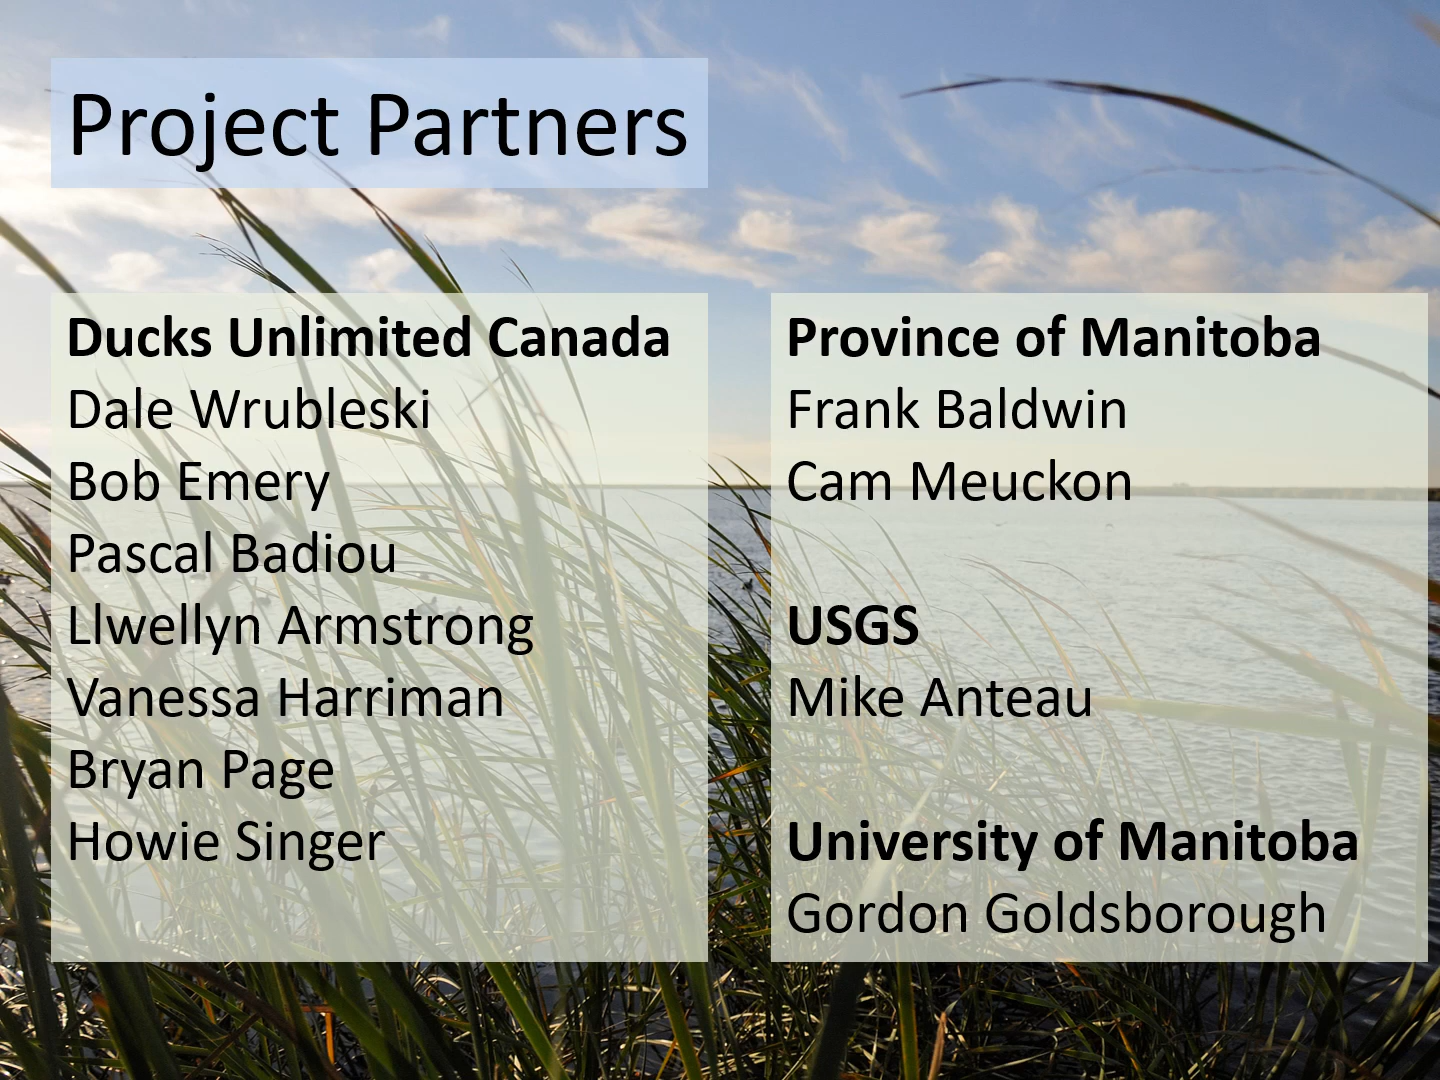 Project Partners
Ducks Unlimited Canada
Dale Wrubleski
Bob Emery
Pascal Badiou
Llwellyn Armstrong
Vanessa Harriman
Bryan Page
Howie Singer
Province of Manitoba
Frank Baldwin
Cam Meuckon
USGS
Mike Anteau
University of Manitoba
Gordon Goldsborough